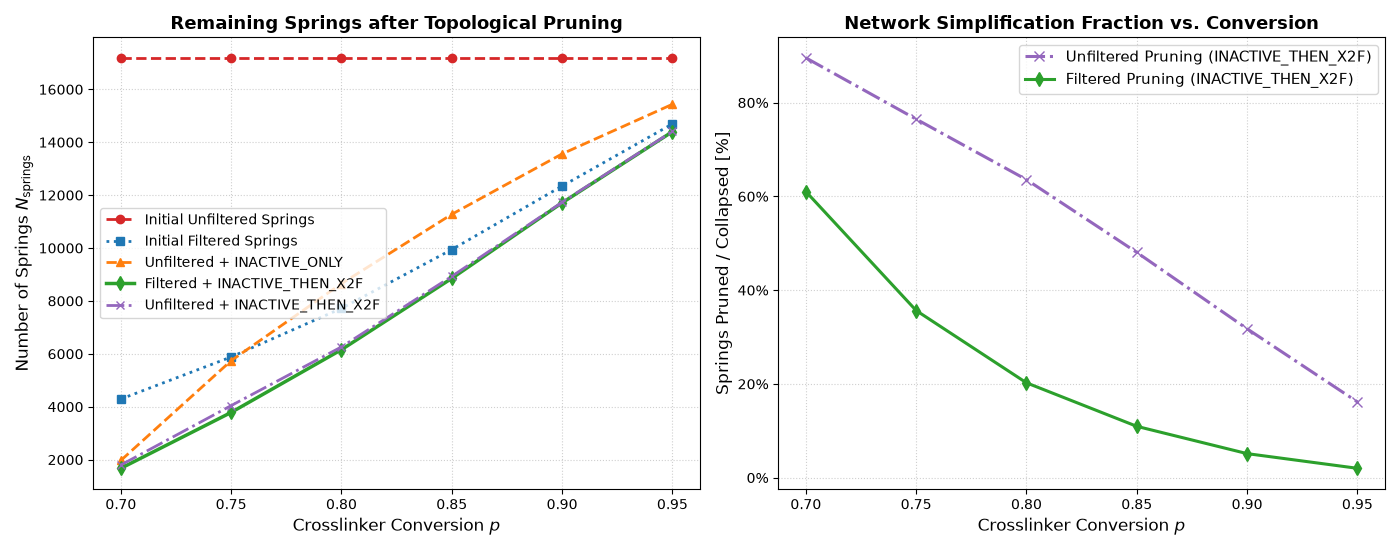 Remaining Springs after Topological Pruning
Number of Springs N_springs
16000
14000
12000
10000
8000
6000
4000
2000
Initial Unfiltered Springs
Initial Filtered Springs
Unfiltered + INACTIVE_ONLY
Filtered + INACTIVE_THEN_X2F
Unfiltered + INACTIVE_THEN_X2F
0.70 0.75 0.80 0.85 0.90 0.95
Crosslinker Conversion p
Network Simplification Fraction vs. Conversion
Springs Pruned / Collapsed [%]
80%
60%
40%
20%
0%
Unfiltered Pruning (INACTIVE_THEN_X2F)
Filtered Pruning (INACTIVE_THEN_X2F)
0.70 0.75 0.80 0.85 0.90 0.95
Crosslinker Conversion p